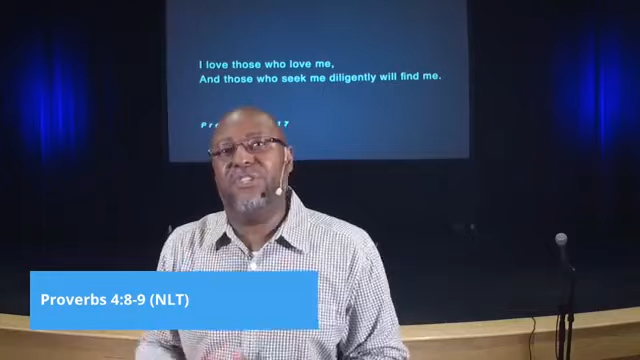 I love those who love me,
And those who seek me diligently will find me.
17
Proverbs 4:8-9 (NLT)